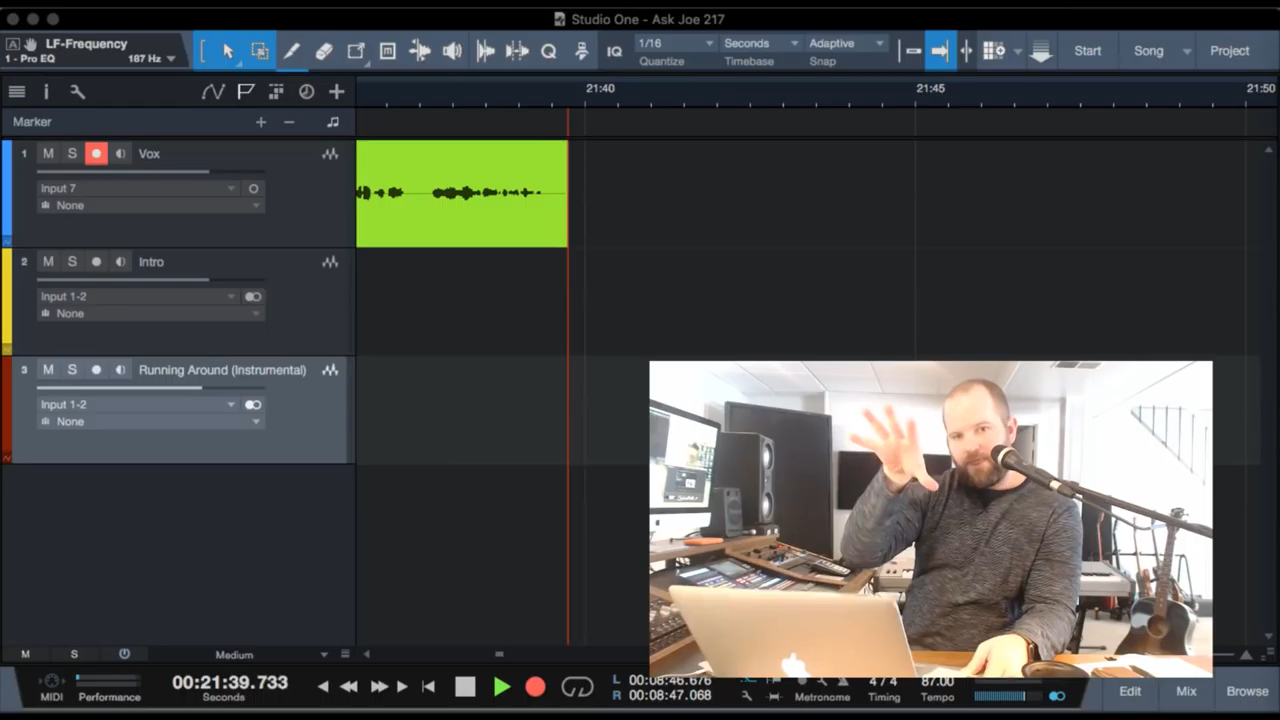 Studio One - Ask Joe 217
A LF-Frequency
1 - Pro EQ 187 Hz
IQ
1/16
Quantize
Seconds
Timebase
Adaptive
Snap
Start Song Project
21:40 21:45 21:50
Marker
1 M S Vox
Input 7
None
2 M S Intro
Input 1-2
None
3 M S Running Around (Instrumental)
Input 1-2
None
M S Medium
MIDI
Performance
00:21:39.733
Seconds
L 00:08:46.676
R 00:08:47.068
Metronome
4 / 4
Timing
87.00
Tempo
Edit Mix Browse